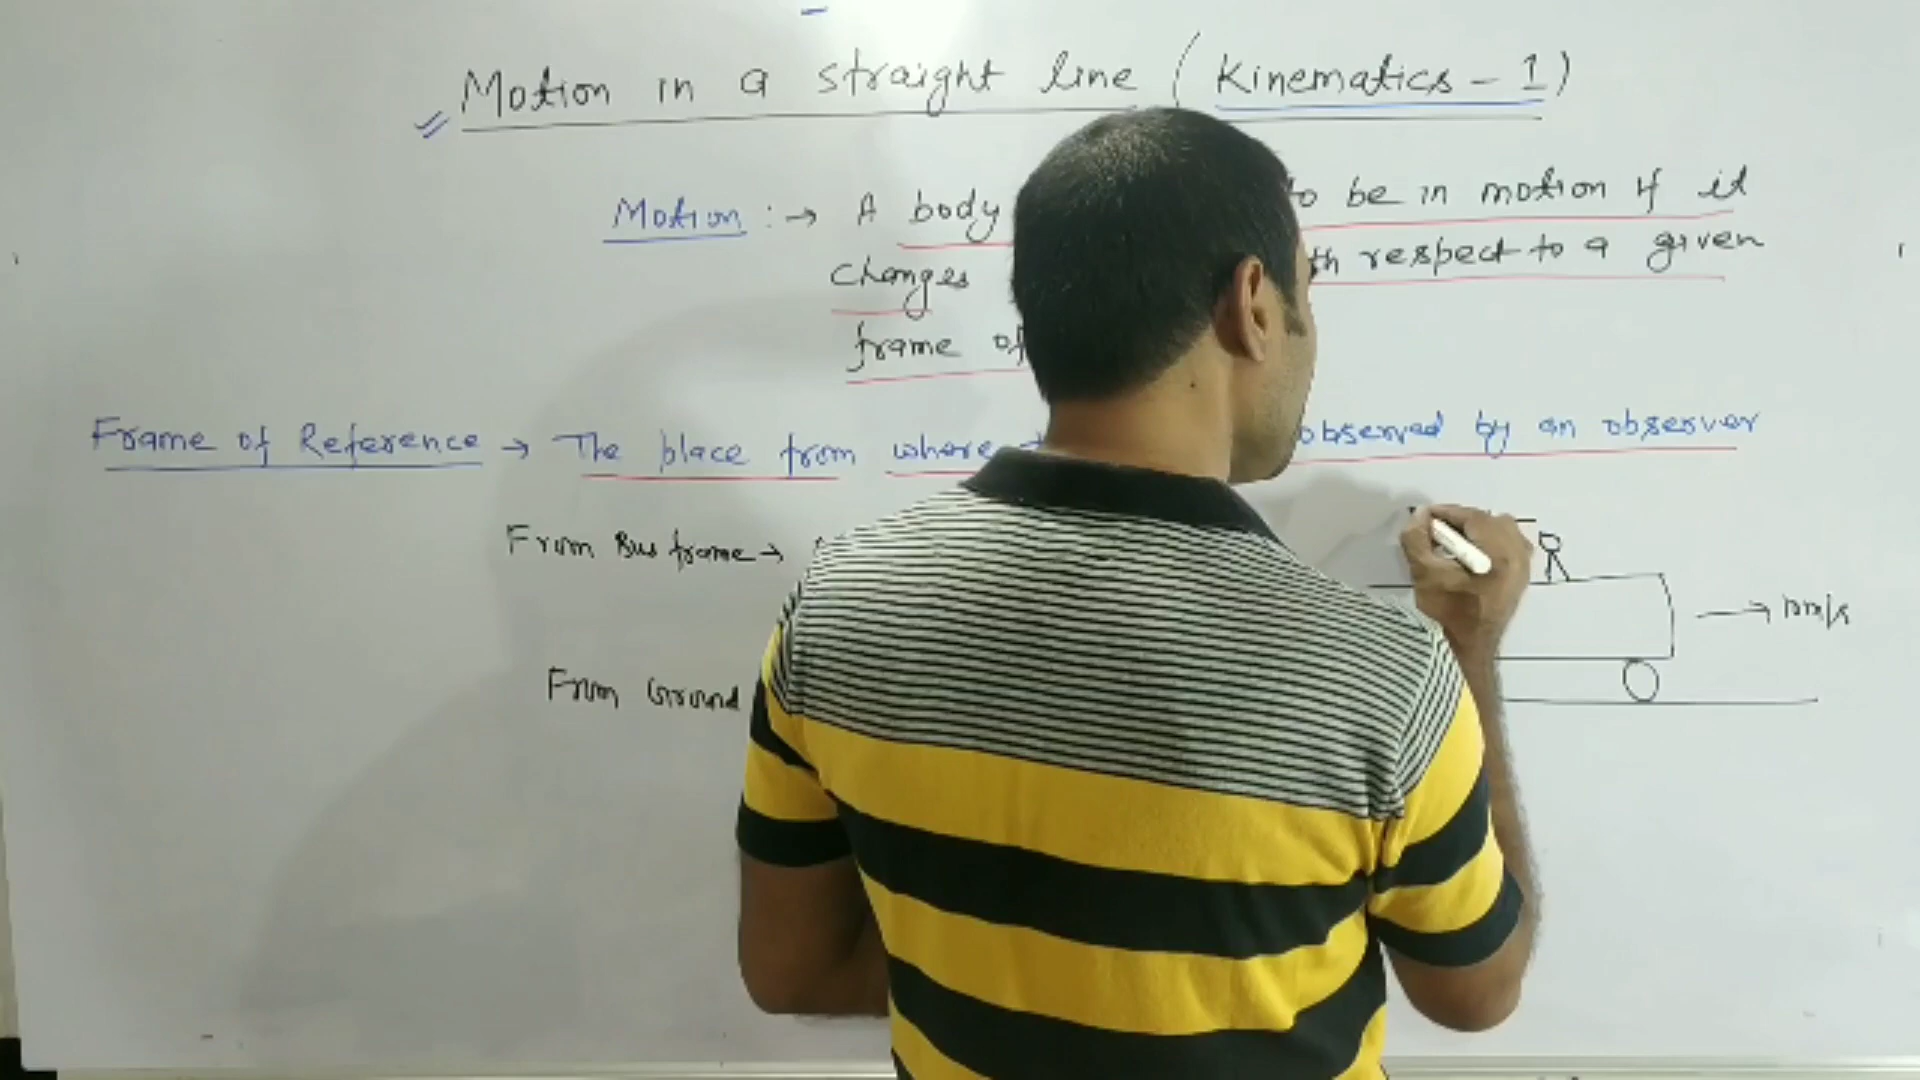 Motion in a straight line (Kinematics - 1)
Motion :→ A body to be in motion if it
changes th respect to a given
frame of
Frame of Reference → The place from where observed by an observer
From Bus frame →
→ 10m/s
From Ground